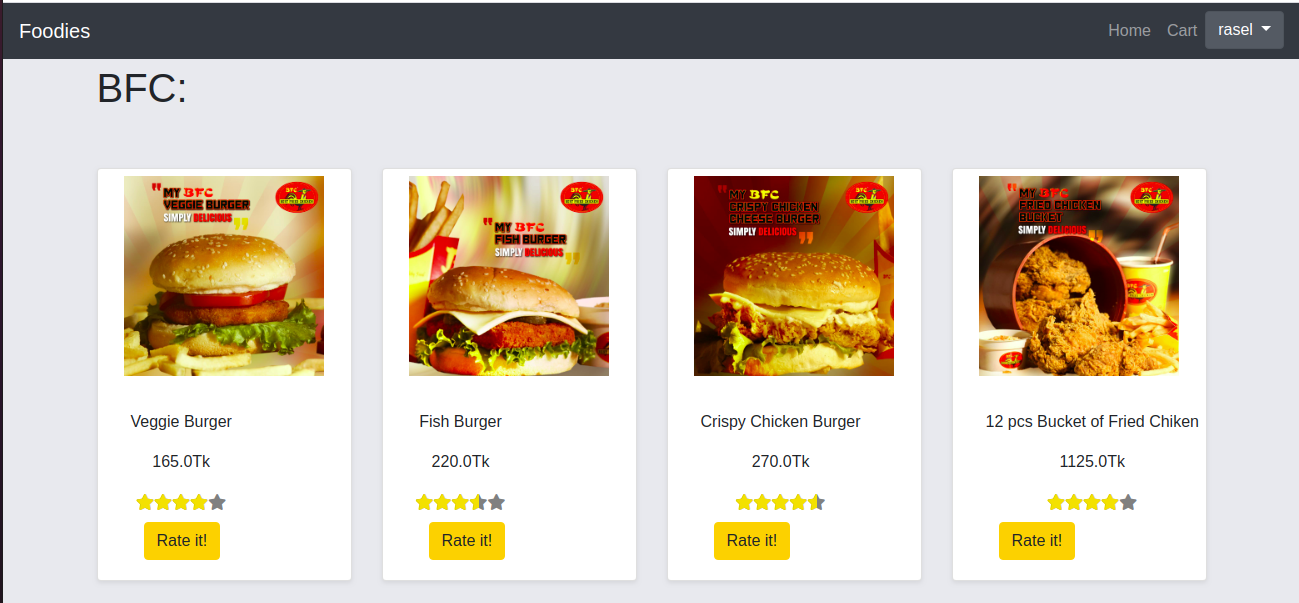 Foodies
Home
Cart
rasel
BFC:
" MY BFC
VEGGIE BURGER
SIMPLY DELICIOUS "
" MY BFC
FISH BURGER
SIMPLY DELICIOUS "
" MY BFC
CRISPY CHICKEN
CHEESE BURGER
SIMPLY DELICIOUS "
" MY BFC
FRIED CHICKEN
BUCKET
SIMPLY DELICIOUS "
Veggie Burger
165.0Tk
Rate it!
Fish Burger
220.0Tk
Rate it!
Crispy Chicken Burger
270.0Tk
Rate it!
12 pcs Bucket of Fried Chiken
1125.0Tk
Rate it!